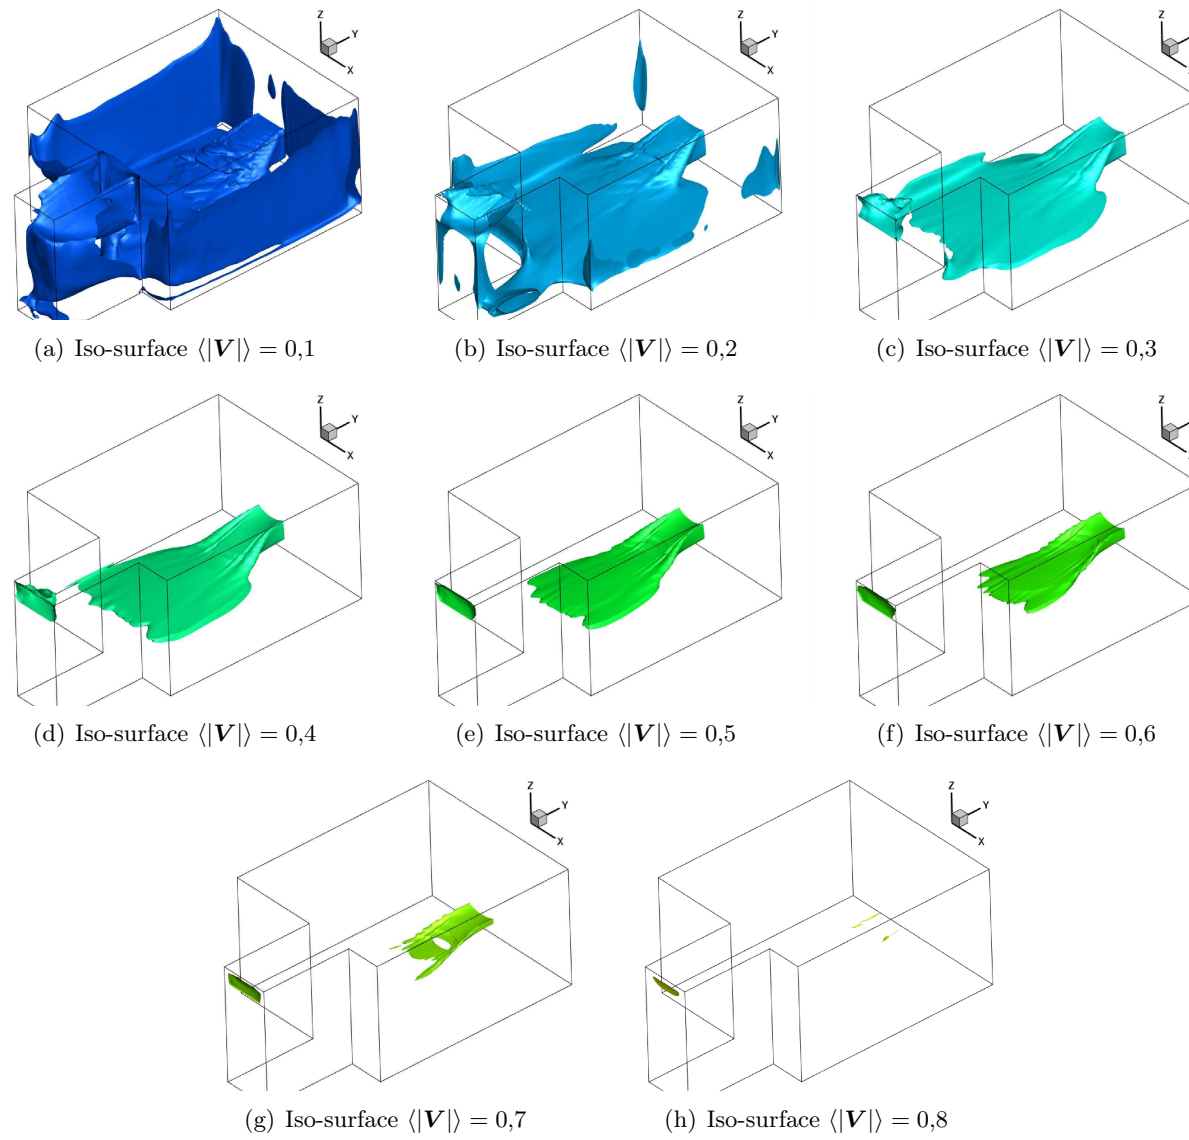 Z Y X Z Y X Z Y X
(a) Iso-surface ⟨|V|⟩ = 0,1 (b) Iso-surface ⟨|V|⟩ = 0,2 (c) Iso-surface ⟨|V|⟩ = 0,3
Z Y X Z Y X Z Y X
(d) Iso-surface ⟨|V|⟩ = 0,4 (e) Iso-surface ⟨|V|⟩ = 0,5 (f) Iso-surface ⟨|V|⟩ = 0,6
Z Y X Z Y X
(g) Iso-surface ⟨|V|⟩ = 0,7 (h) Iso-surface ⟨|V|⟩ = 0,8